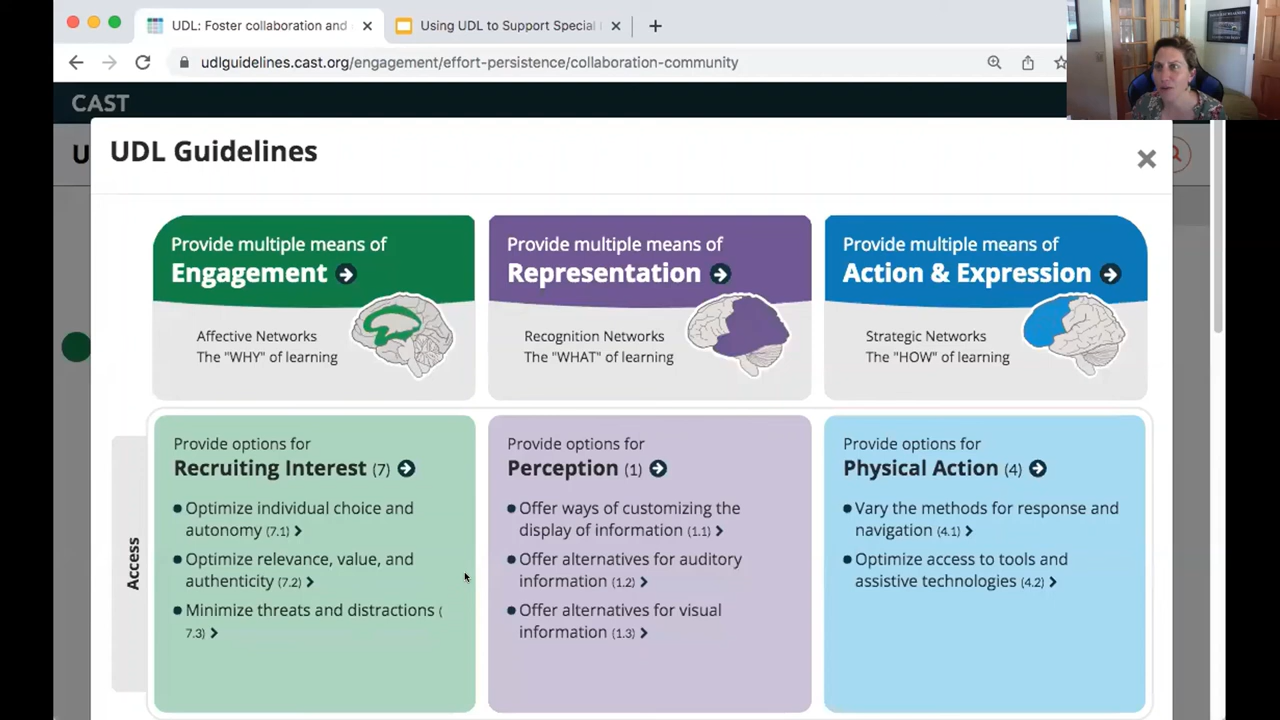 UDL: Foster collaboration and
Using UDL to Support Special
udlguidelines.cast.org/engagement/effort-persistence/collaboration-community
CAST
U
UDL Guidelines
Provide multiple means of
Engagement
Affective Networks
The "WHY" of learning
Provide multiple means of
Representation
Recognition Networks
The "WHAT" of learning
Provide multiple means of
Action & Expression
Strategic Networks
The "HOW" of learning
Access
Provide options for
Recruiting Interest (7)
Optimize individual choice and
autonomy (7.1)
Optimize relevance, value, and
authenticity (7.2)
Minimize threats and distractions (
7.3)
Provide options for
Perception (1)
Offer ways of customizing the
display of information (1.1)
Offer alternatives for auditory
information (1.2)
Offer alternatives for visual
information (1.3)
Provide options for
Physical Action (4)
Vary the methods for response and
navigation (4.1)
Optimize access to tools and
assistive technologies (4.2)